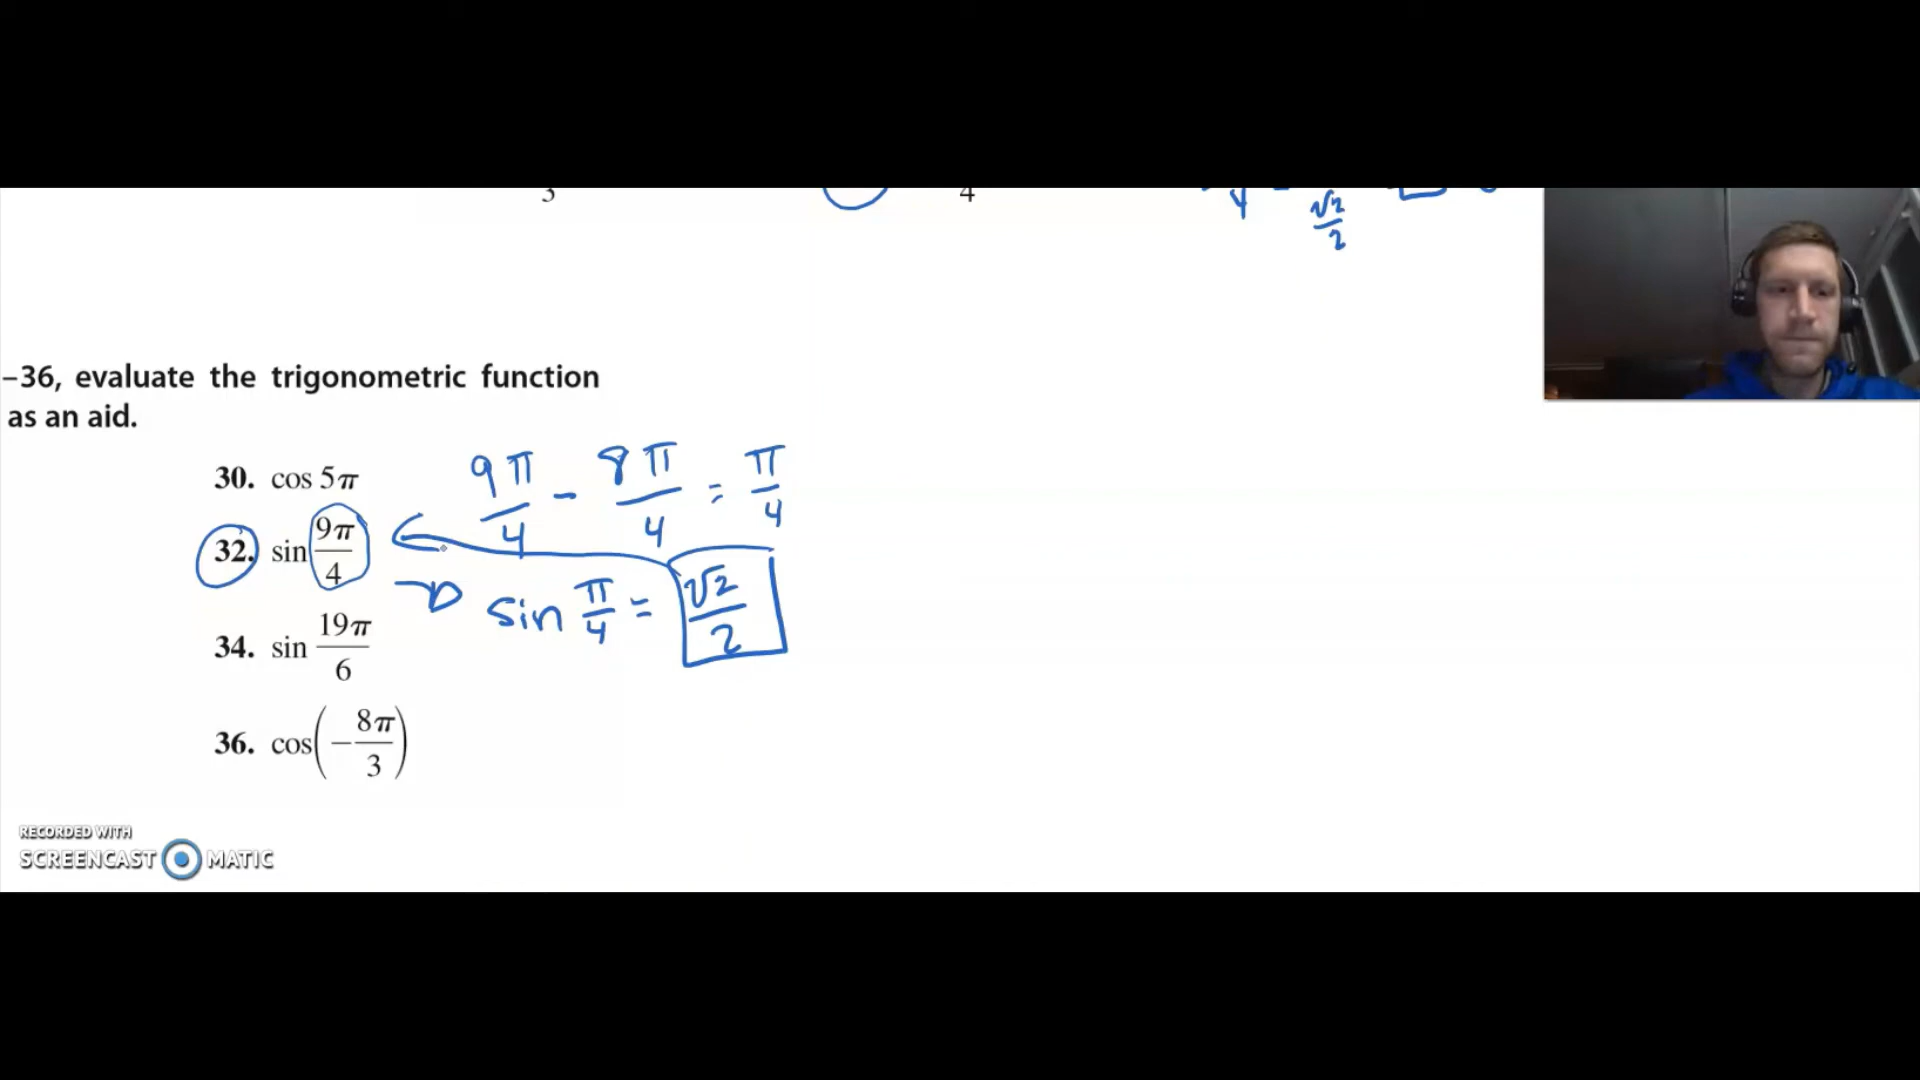 3
4
4
√2/2
–36, evaluate the trigonometric function
as an aid.
30. cos 5π
9π/4 - 8π/4 = π/4
32. sin 9π/4
sin π/4 = √2/2
34. sin 19π/6
36. cos(−8π/3)
RECORDED WITH
SCREENCAST MATIC